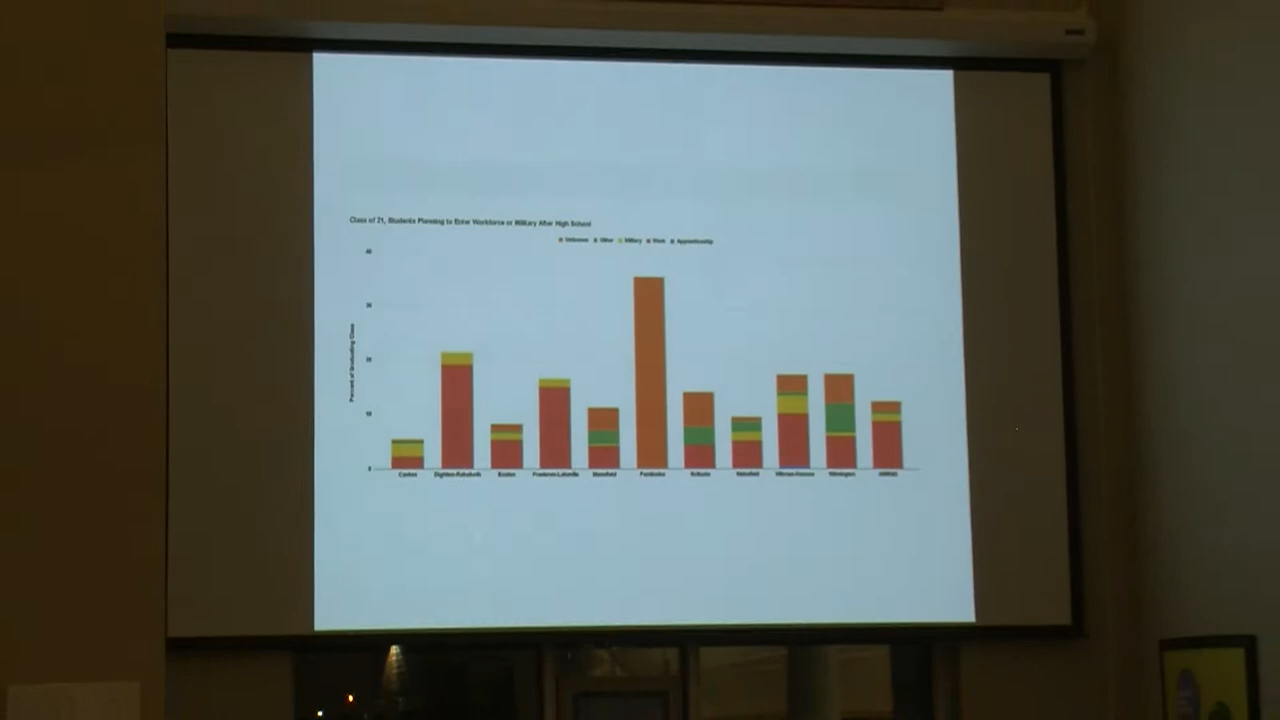 Class of 21, Students Planning to Enter Workforce or Military After High School
Unknown Other Military Work Apprenticeship
40
30
20
10
0
Percent of Graduating Class
Canton Dighton-Rehoboth Easton Freetown-Lakeville Mansfield Pembroke Wakefield Whitman-Hanson Wilmington